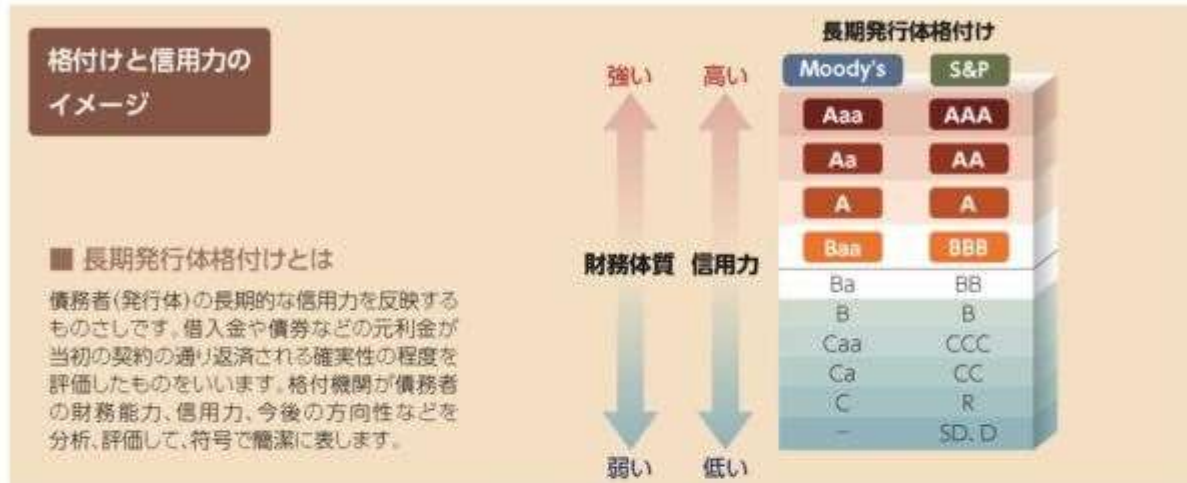 格付けと信用力の
イメージ
■ 長期発行体格付けとは
債務者(発行体)の長期的な信用力を反映する
ものさしです。借入金や債券などの元利金が
当初の契約の通り返済される確実性の程度を
評価したものをいいます。格付機関が債務者
の財務能力、信用力、今後の方向性などを
分析、評価して、符号で簡潔に表します。
強い 高い
財務体質 信用力
弱い 低い
長期発行体格付け
Moody's S&P
Aaa AAA
Aa AA
A A
Baa BBB
Ba BB
B B
Caa CCC
Ca CC
C R
– SD、D